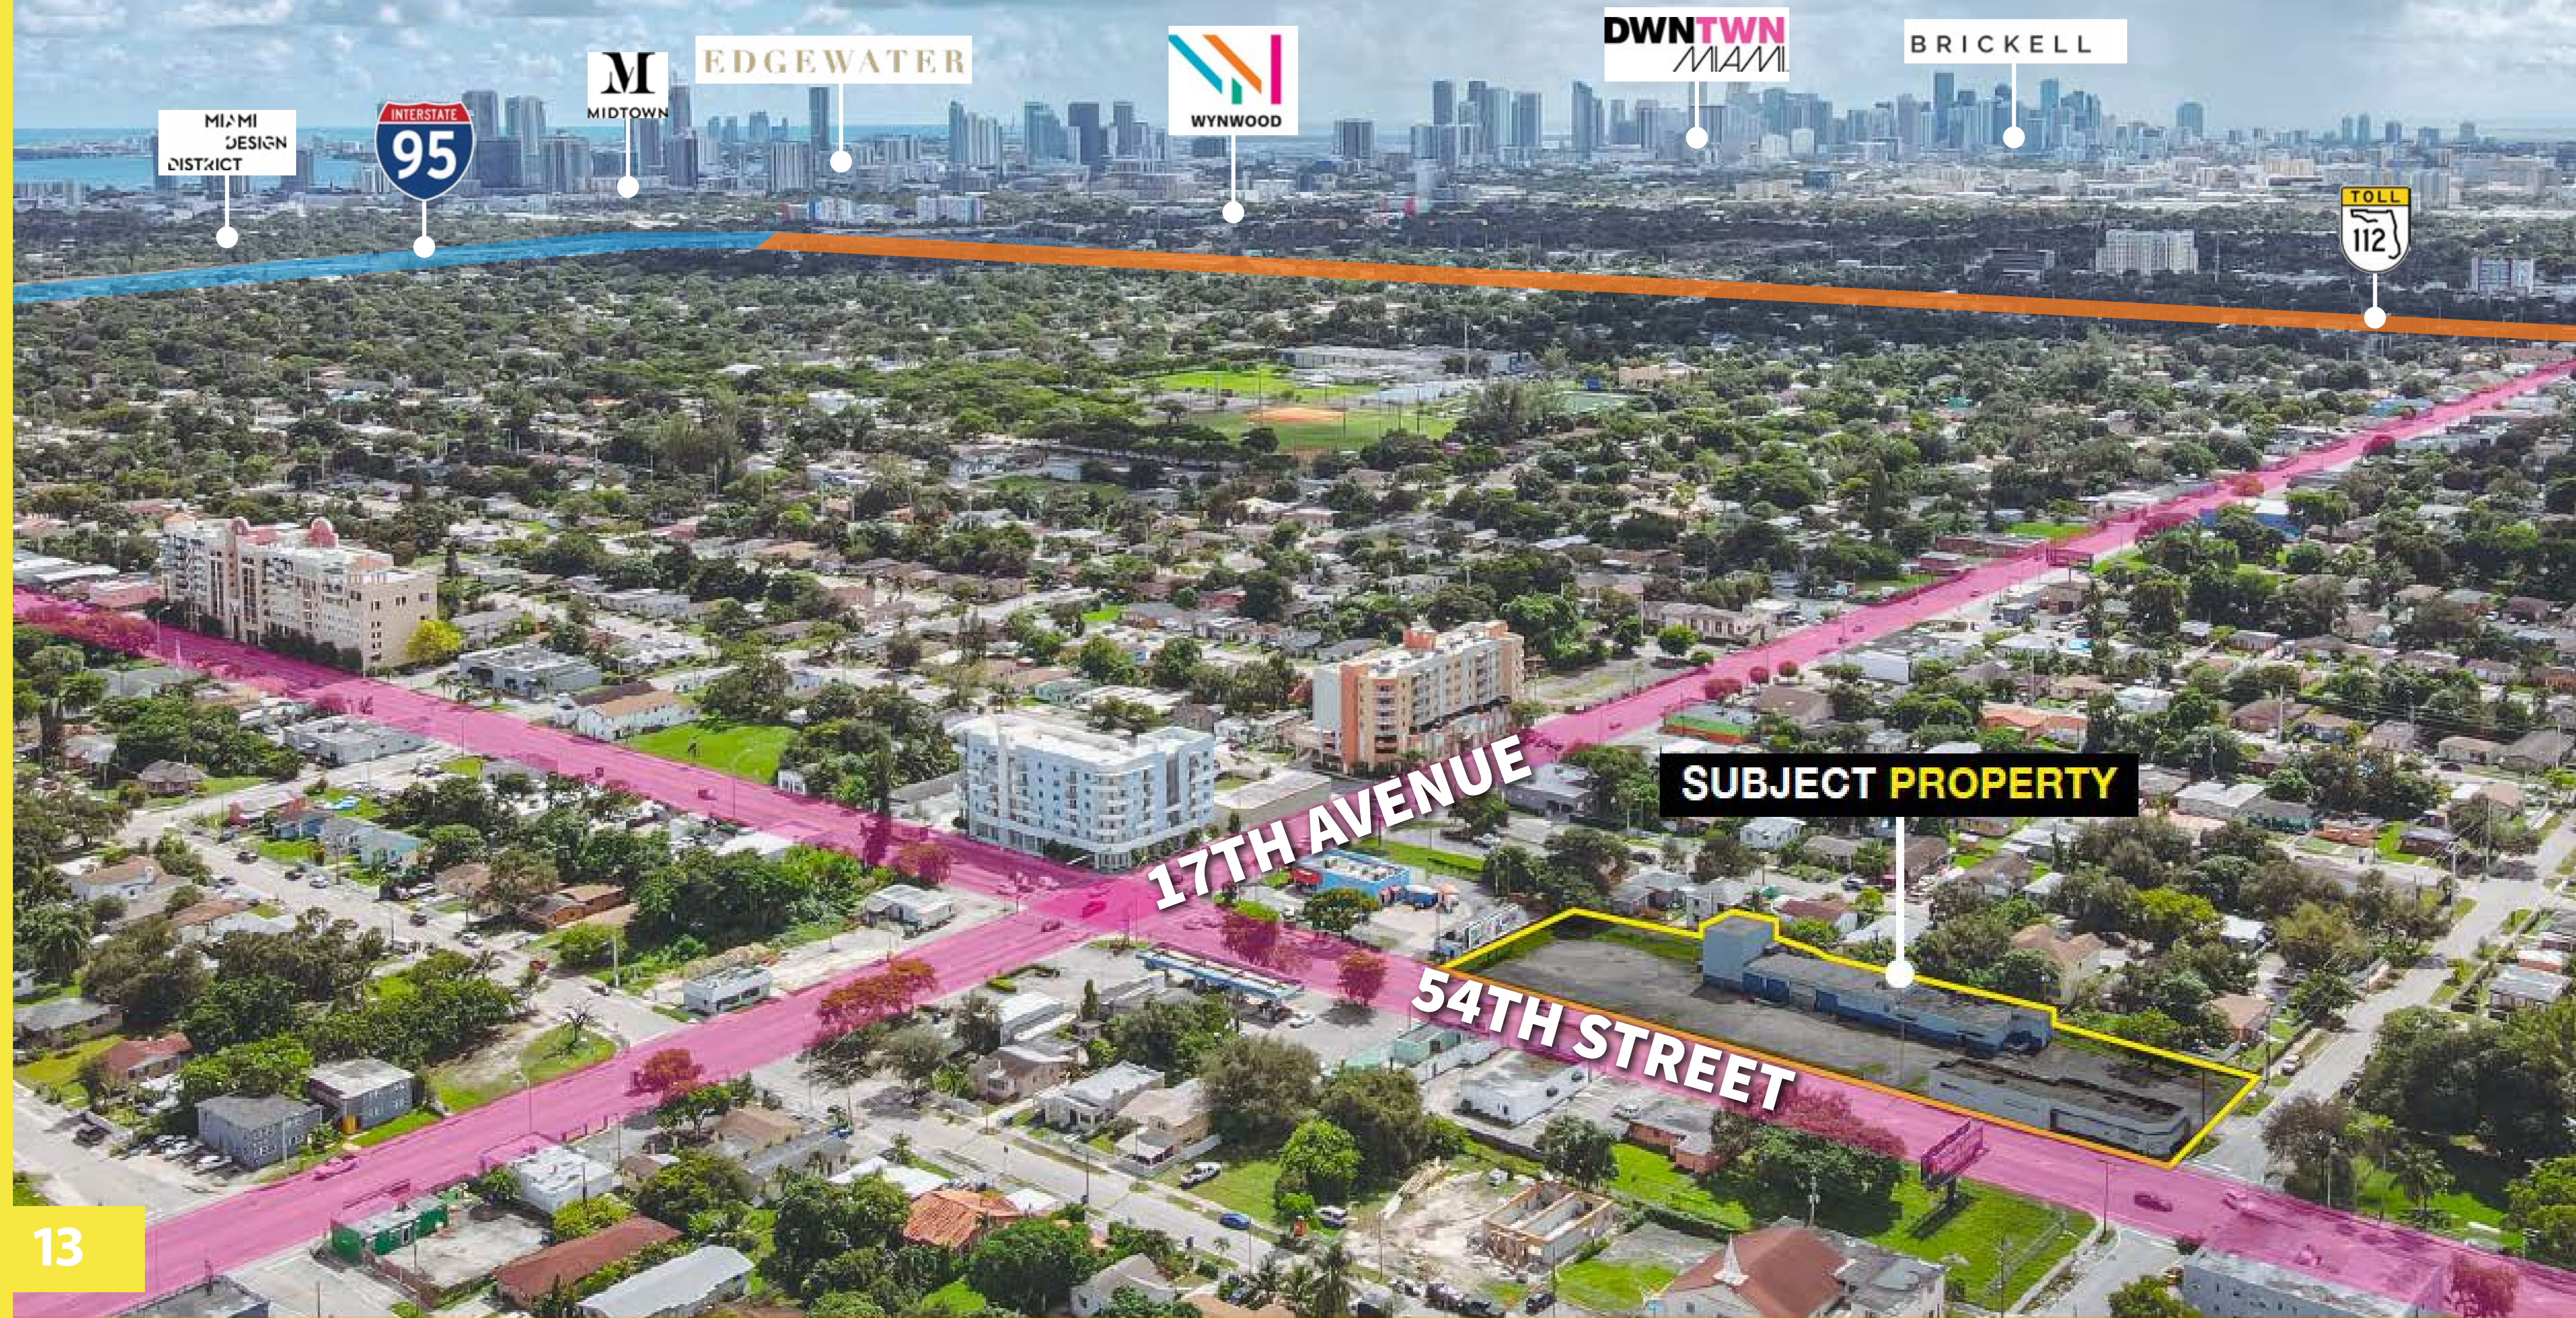 MIAMI
DESIGN
DISTRICT
INTERSTATE
95
M
MIDTOWN
EDGEWATER
WYNWOOD
DWNTWN
MIAMI
BRICKELL
TOLL
112
17TH AVENUE
SUBJECT PROPERTY
54TH STREET
13